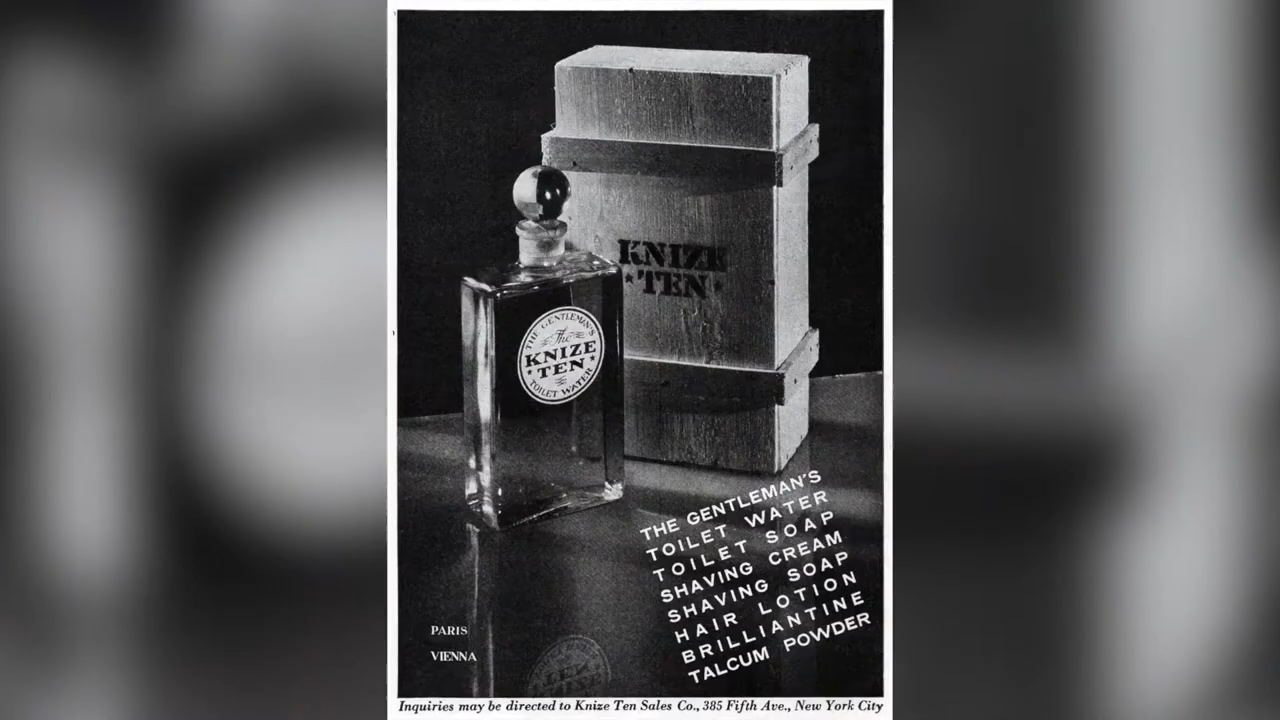 KNIZE
TEN
THE GENTLEMAN'S
The
KNIZE
TEN
TOILET WATER
THE GENTLEMAN'S
TOILET WATER
TOILET SOAP
SHAVING CREAM
SHAVING SOAP
HAIR LOTION
BRILLIANTINE
TALCUM POWDER
PARIS
VIENNA
Inquiries may be directed to Knize Ten Sales Co., 385 Fifth Ave., New York City